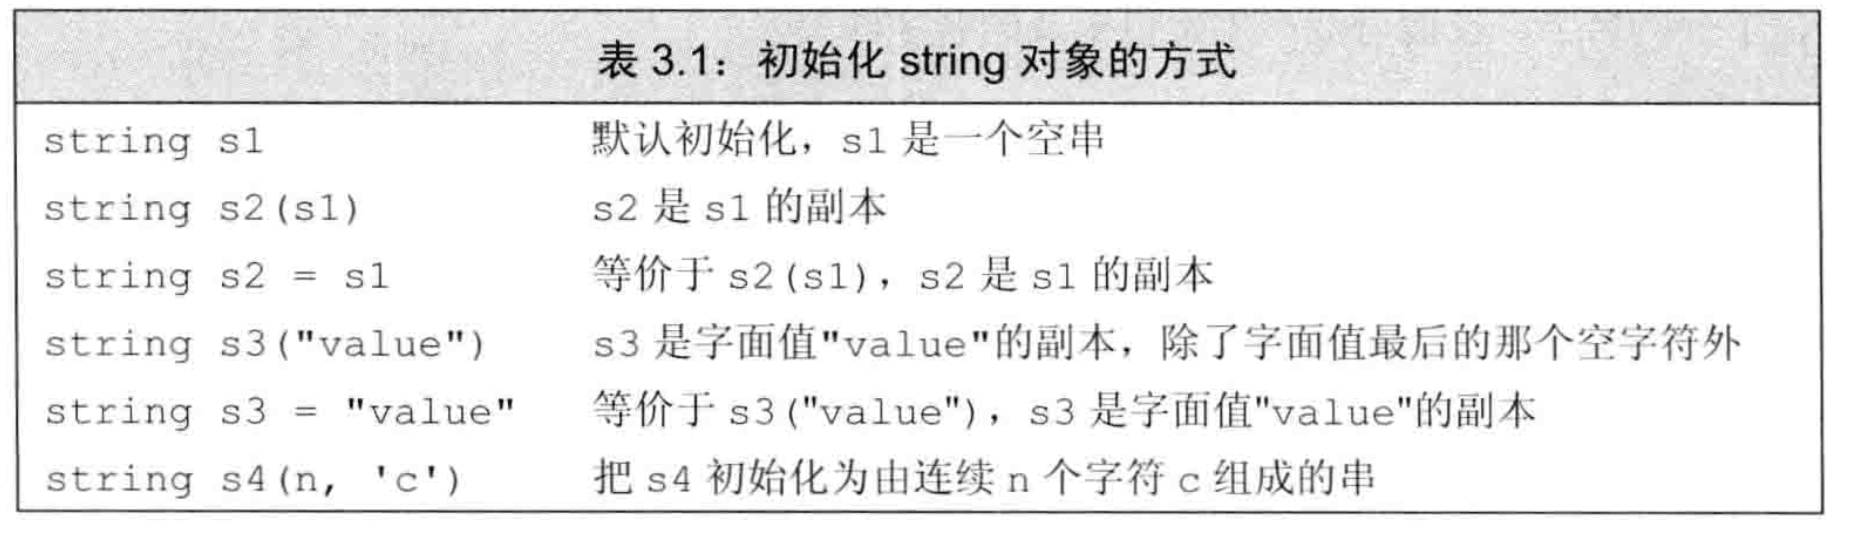 表 3.1：初始化 string 对象的方式
string s1 默认初始化，s1 是一个空串
string s2(s1) s2 是 s1 的副本
string s2 = s1 等价于 s2(s1)，s2 是 s1 的副本
string s3("value") s3 是字面值"value"的副本，除了字面值最后的那个空字符外
string s3 = "value" 等价于 s3("value")，s3 是字面值"value"的副本
string s4(n, 'c') 把 s4 初始化为由连续 n 个字符 c 组成的串